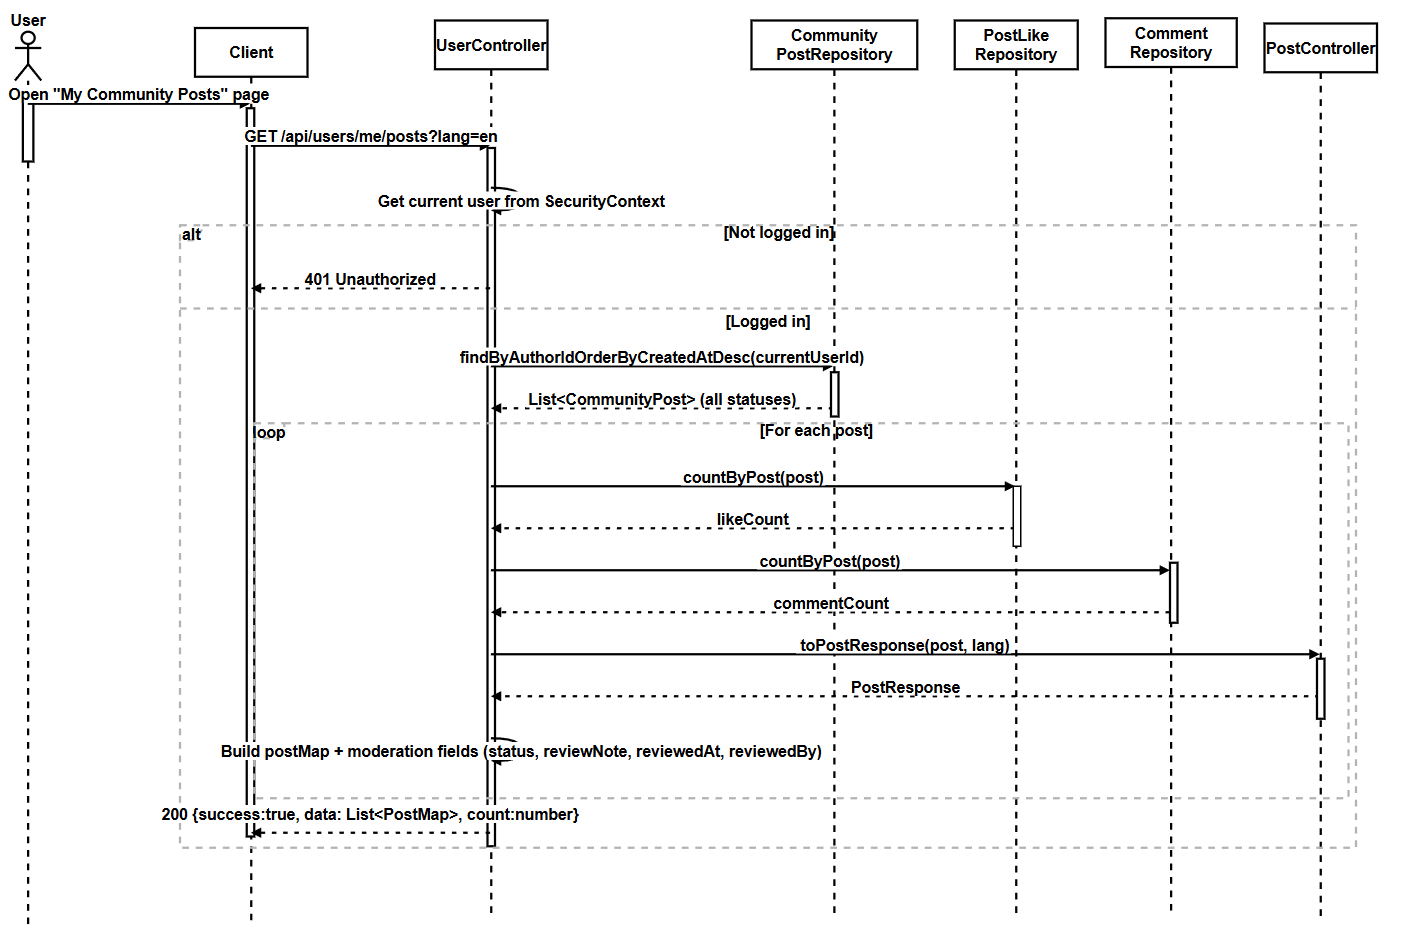 User
Client
UserController
Community
PostRepository
PostLike
Repository
Comment
Repository
PostController
Open "My Community Posts" page
GET /api/users/me/posts?lang=en
Get current user from SecurityContext
alt
[Not logged in]
401 Unauthorized
[Logged in]
findByAuthorIdOrderByCreatedAtDesc(currentUserId)
List<CommunityPost> (all statuses)
loop
[For each post]
countByPost(post)
likeCount
countByPost(post)
commentCount
toPostResponse(post, lang)
PostResponse
Build postMap + moderation fields (status, reviewNote, reviewedAt, reviewedBy)
200 {success:true, data: List<PostMap>, count:number}